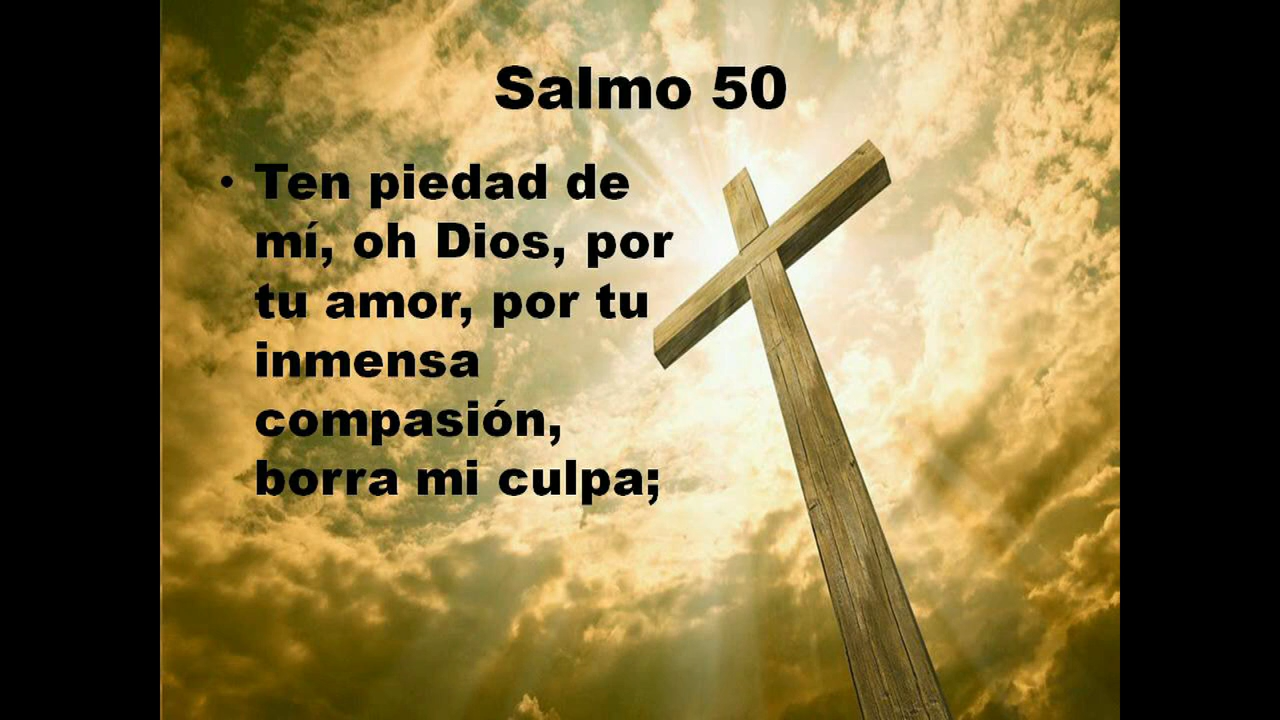 Salmo 50
• Ten piedad de
mí, oh Dios, por
tu amor, por tu
inmensa
compasión,
borra mi culpa;